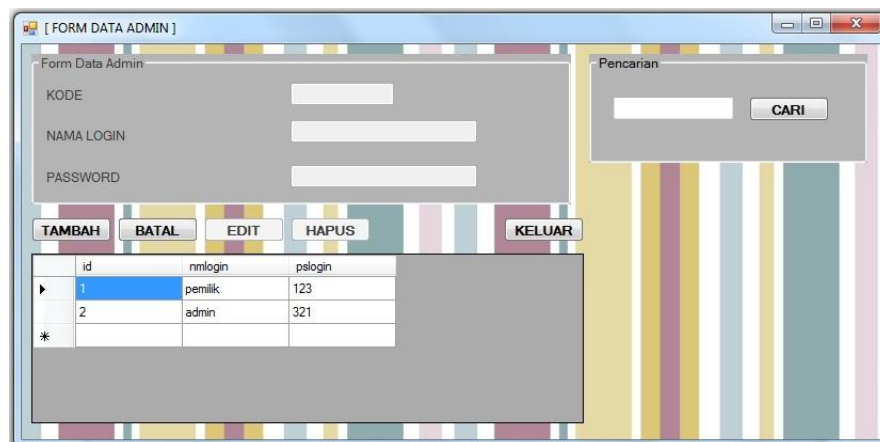 [ FORM DATA ADMIN ]
Form Data Admin
KODE
NAMA LOGIN
PASSWORD
Pencarian
CARI
TAMBAH BATAL EDIT HAPUS KELUAR
id nmlogin pslogin
1 pemilik 123
2 admin 321